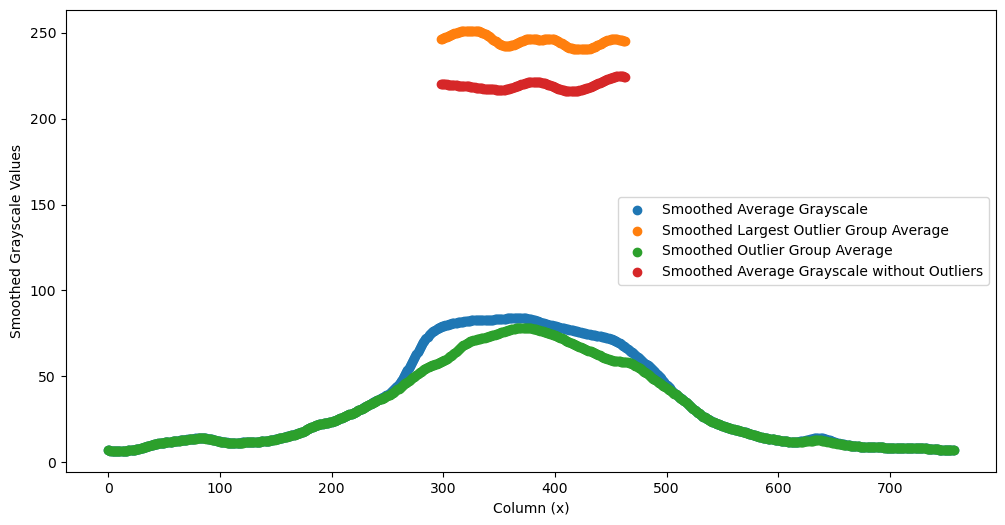 250
200
150
100
50
0
Smoothed Grayscale Values
Smoothed Average Grayscale
Smoothed Largest Outlier Group Average
Smoothed Outlier Group Average
Smoothed Average Grayscale without Outliers
0 100 200 300 400 500 600 700
Column (x)